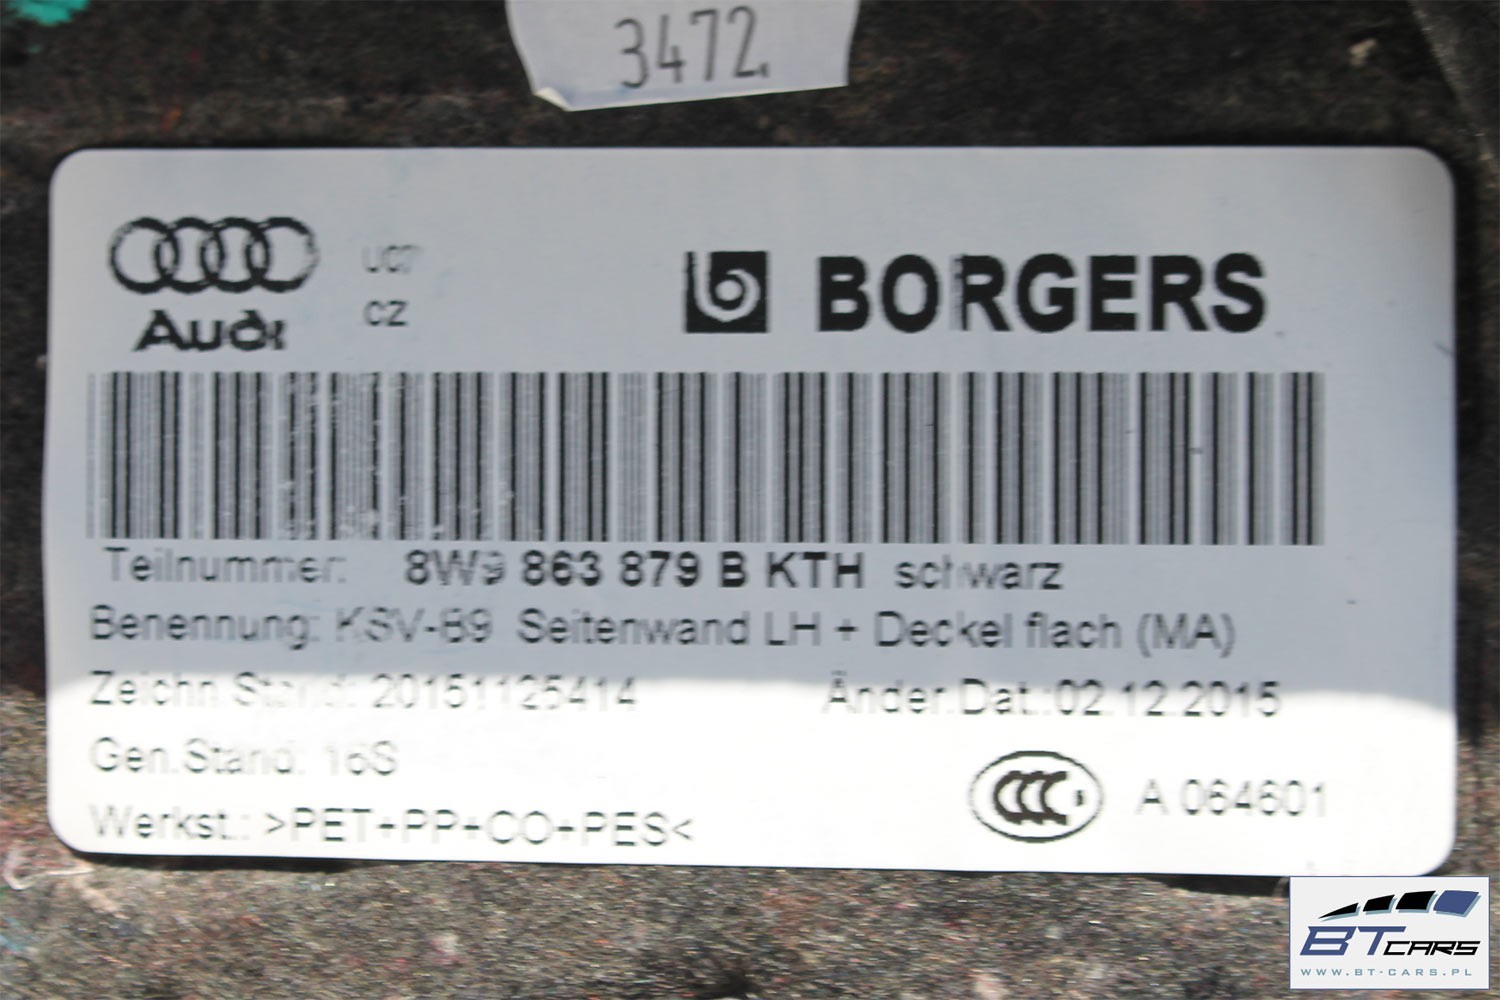 3472.
Audi
CZ
BORGERS
Teilnummer: 8W9 863 879 B KTH schwarz
Benennung: KSV-B9 Seitenwand LH + Deckel flach (MA)
Zeichn.Stand: 20151125414 Änder.Dat.:02.12.2015
Gen.Stand: 16S
CCC A 064601
Werkst.: >PET+PP+CO+PES<
BT CARS
WWW.BT-CARS.PL